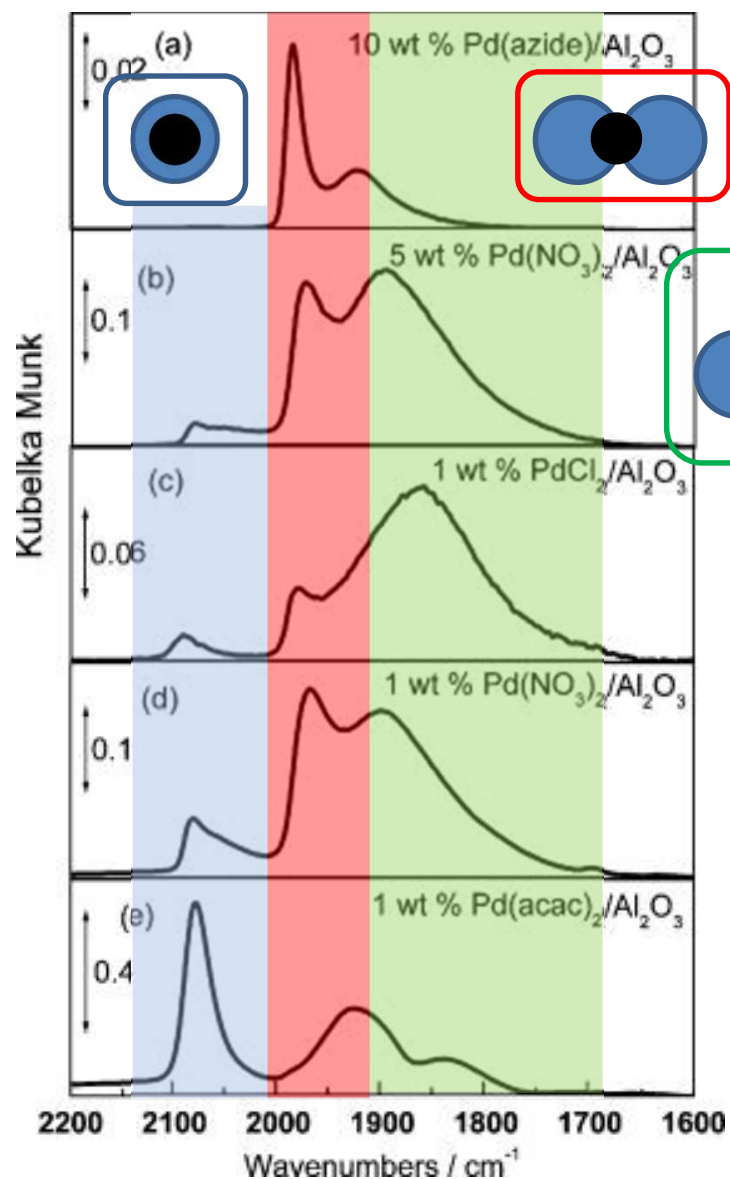 (a) 10 wt % Pd(azide)/Al₂O₃
0.02
5 wt % Pd(NO₃)₂/Al₂O₃
(b)
0.1
1 wt % PdCl₂/Al₂O₃
(c)
0.06
1 wt % Pd(NO₃)₂/Al₂O₃
(d)
0.1
1 wt % Pd(acac)₂/Al₂O₃
(e)
0.4
Kubelka Munk
2200 2100 2000 1900 1800 1700 1600
Wavenumbers / cm⁻¹